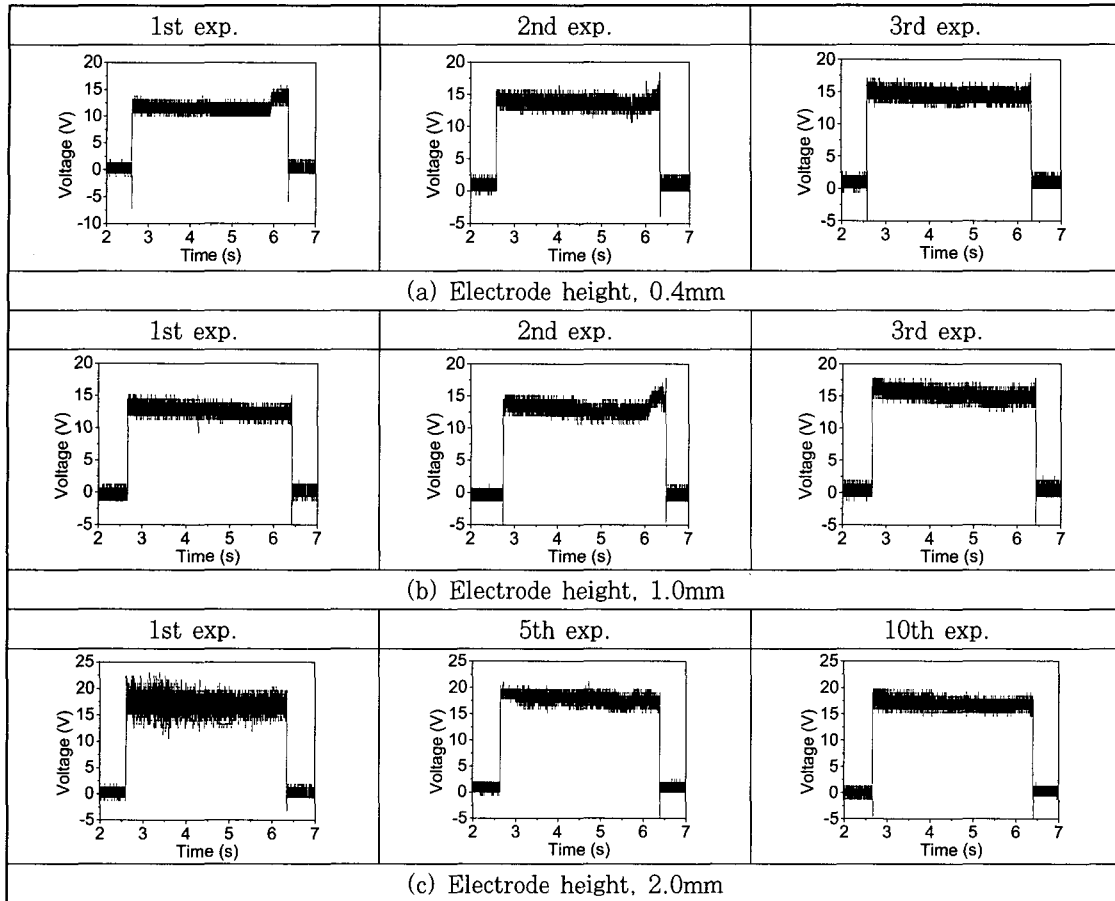 1st exp.
2nd exp.
3rd exp.
20
15
10
5
0
-5
-10
Voltage (V)
2 3 4 5 6 7
Time (s)
20
15
10
5
0
-5
Voltage (V)
2 3 4 5 6 7
Time (s)
20
15
10
5
0
-5
Voltage (V)
2 3 4 5 6 7
Time (s)
(a) Electrode height, 0.4mm
1st exp.
2nd exp.
3rd exp.
20
15
10
5
0
-5
Voltage (V)
2 3 4 5 6 7
Time (s)
20
15
10
5
0
-5
Voltage (V)
2 3 4 5 6 7
Time (s)
20
15
10
5
0
-5
Voltage (V)
2 3 4 5 6 7
Time (s)
(b) Electrode height, 1.0mm
1st exp.
5th exp.
10th exp.
25
20
15
10
5
0
-5
Voltage (V)
2 3 4 5 6 7
Time (s)
25
20
15
10
5
0
-5
Voltage (V)
2 3 4 5 6 7
Time (s)
25
20
15
10
5
0
-5
Voltage (V)
2 3 4 5 6 7
Time (s)
(c) Electrode height, 2.0mm